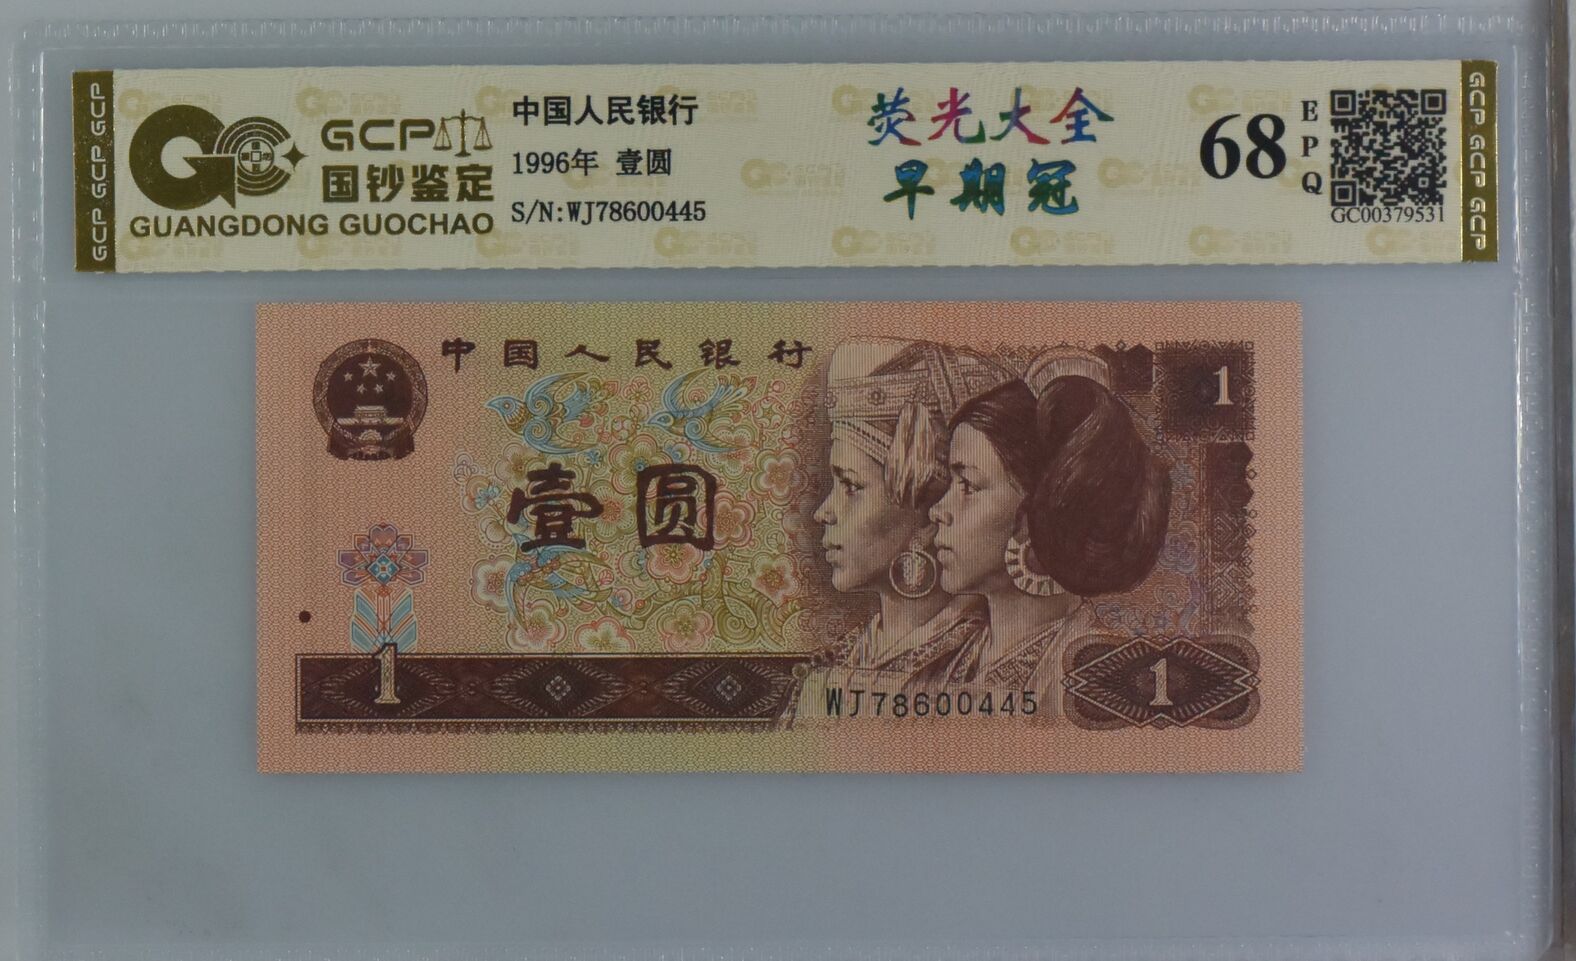 GCP GCP GCP
GCP
国钞鉴定
GUANGDONG GUOCHAO
中国人民银行
1996年 壹圆
S/N:WJ78600445
荧光大全
早期冠
68
EPQ
GC00379531
GCP GCP GCP
中国人民银行
1
壹圆
1
WJ78600445
1